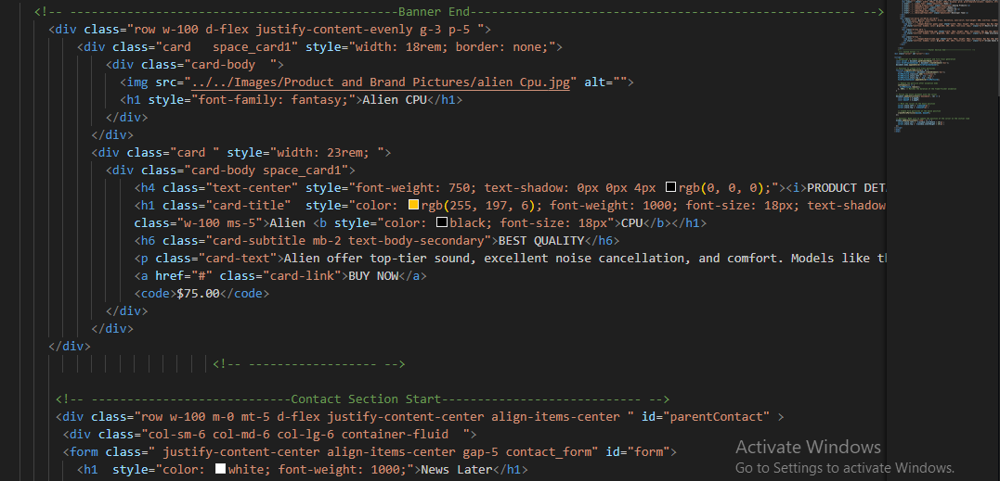 <!-- ----------------------------------------------Banner End------------------------------------------------------ -->
<div class="row w-100 d-flex justify-content-evenly g-3 p-5 ">
<div class="card   space_card1" style="width: 18rem; border: none;">
<div class="card-body  ">
<img src="../../Images/Product and Brand Pictures/alien Cpu.jpg" alt="">
<h1 style="font-family: fantasy;">Alien CPU</h1>
</div>
</div>
<div class="card " style="width: 23rem; ">
<div class="card-body space_card1">
<h4 class="text-center" style="font-weight: 750; text-shadow: 0px 0px 4px rgb(0, 0, 0);"><i>PRODUCT DET
<h1 class="card-title"  style="color: rgb(255, 197, 6); font-weight: 1000; font-size: 18px; text-shadow
class="w-100 ms-5">Alien <b style="color: black; font-size: 18px">CPU</b></h1>
<h6 class="card-subtitle mb-2 text-body-secondary">BEST QUALITY</h6>
<p class="card-text">Alien offer top-tier sound, excellent noise cancellation, and comfort. Models like th
<a href="#" class="card-link">BUY NOW</a>
<code>$75.00</code>
</div>
</div>
</div>
<!-- ------------------ -->
<!-- ----------------------------Contact Section Start---------------------------- -->
<div class="row w-100 m-0 mt-5 d-flex justify-content-center align-items-center " id="parentContact" >
<div class="col-sm-6 col-md-6 col-lg-6 container-fluid  ">
<form class=" justify-content-center align-items-center gap-5 contact_form" id="form">
<h1  style="color: white; font-weight: 1000;">News Later</h1>
Activate Windows
Go to Settings to activate Windows.